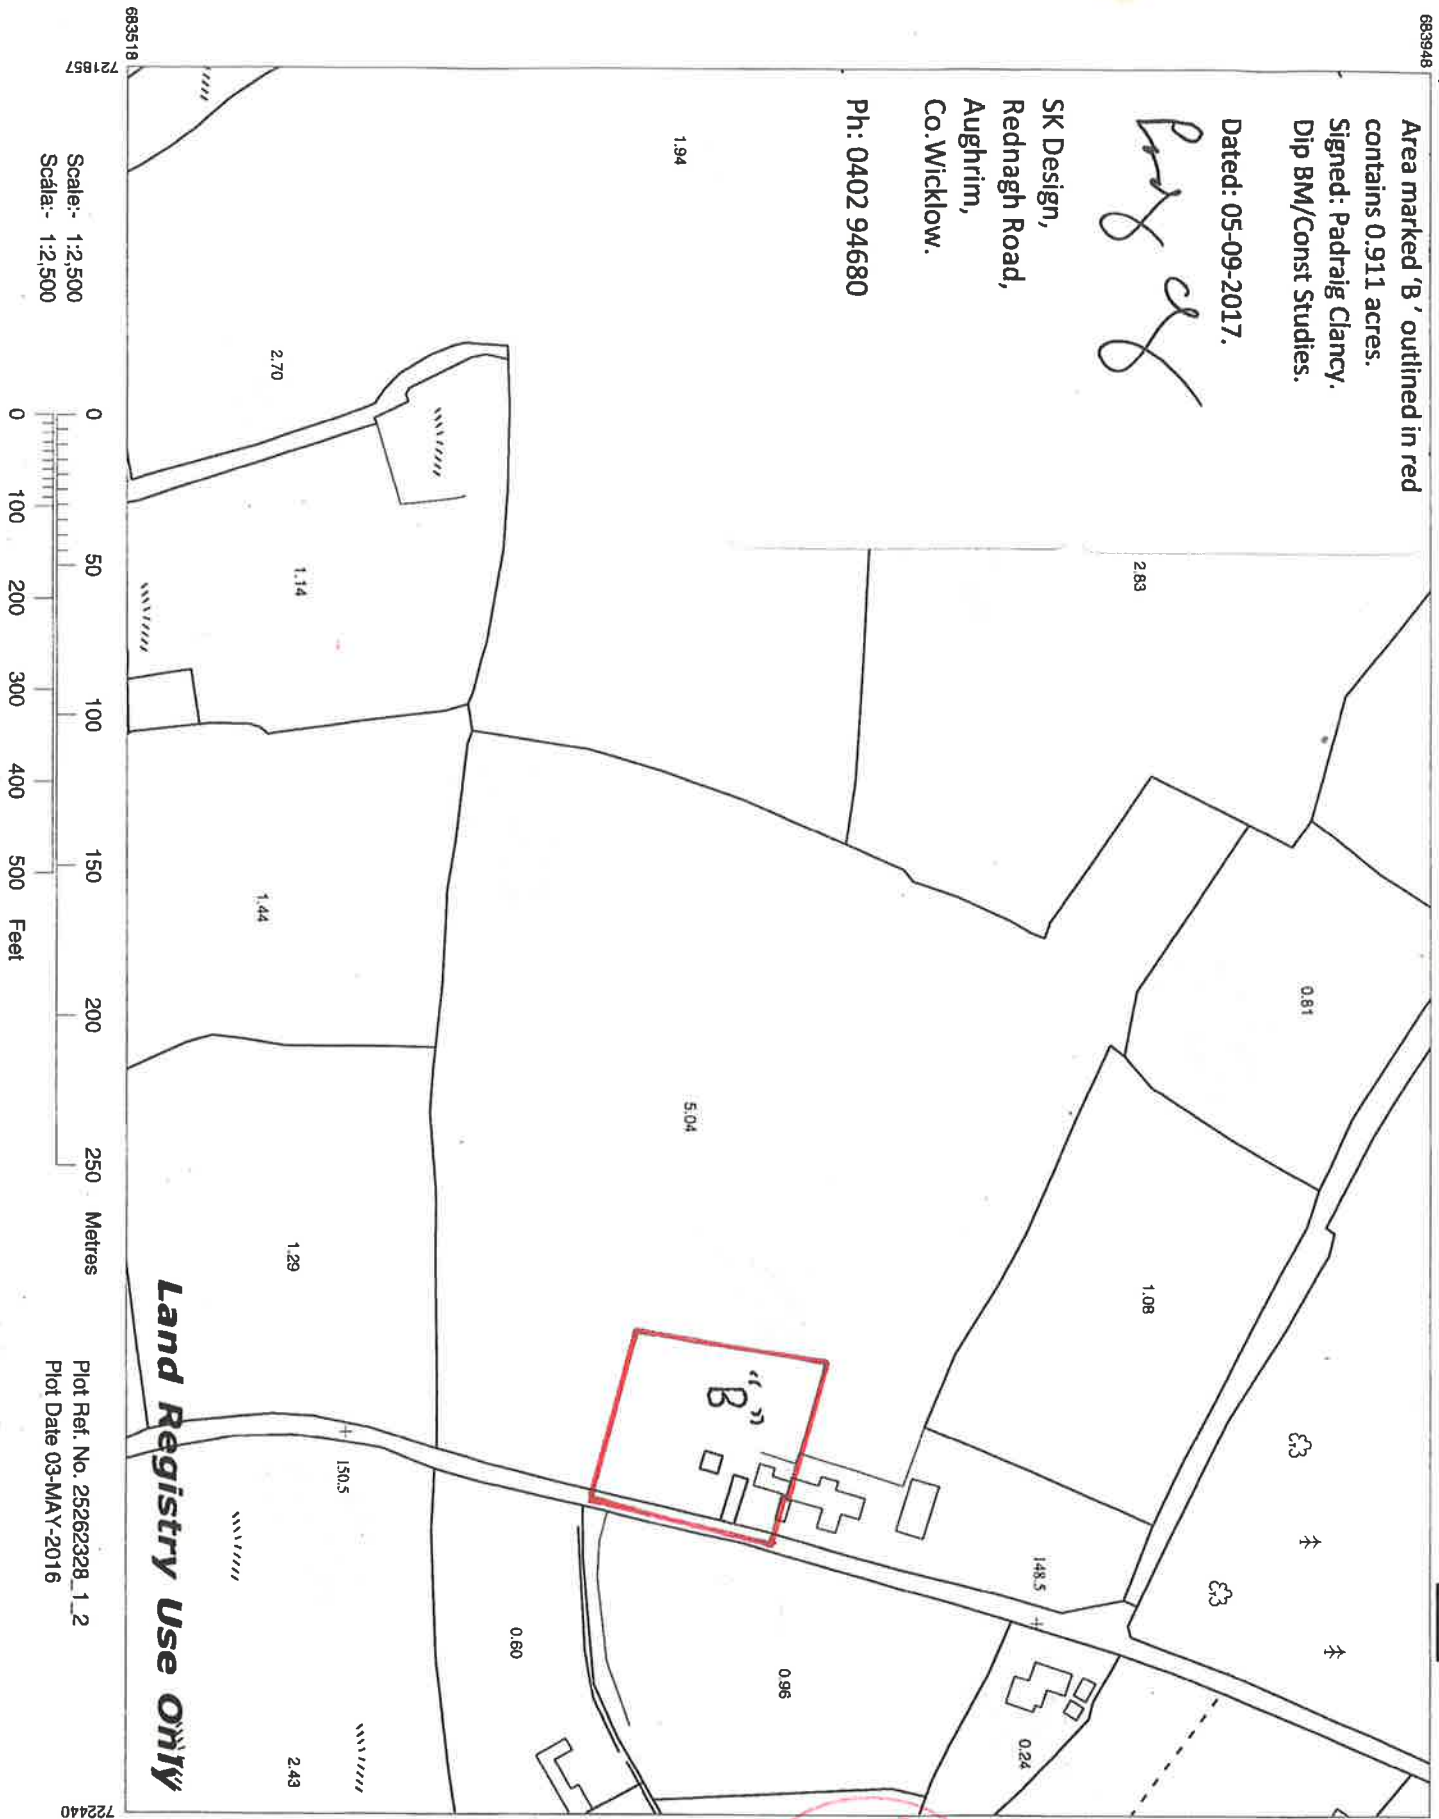 Area marked 'B' outlined in red
contains 0.911 acres.
Signed: Padraig Clancy.
Dip BM/Const Studies.
Dated: 05-09-2017.
SK Design,
Rednagh Road,
Aughrim,
Co.Wicklow.
Ph: 0402 94680
683948
683518
721857
722440
2.83
1.94
0.81
1.08
5.04
"B"
148.5
0.24
0.96
0.60
2.70
1.14
1.44
1.29
150.5
2.43
Land Registry Use Only
Scale:- 1:2,500
Scála:- 1:2,500
0 50 100 150 200 250 Metres
0 100 200 300 400 500 Feet
Plot Ref. No. 25262328_1_2
Plot Date 03-MAY-2016